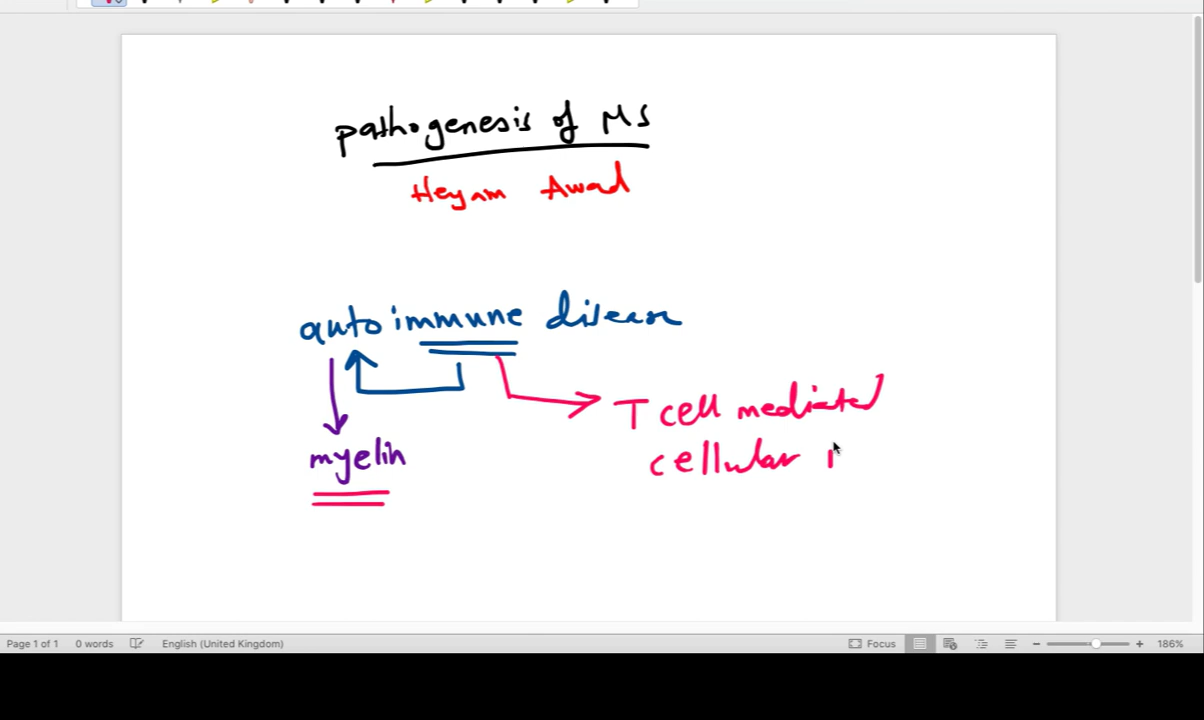 pathogenesis of MS
Heyam Awad
autoimmune disease
T cell mediated
cellular
myelin
Page 1 of 1 0 words English (United Kingdom) Focus 186%